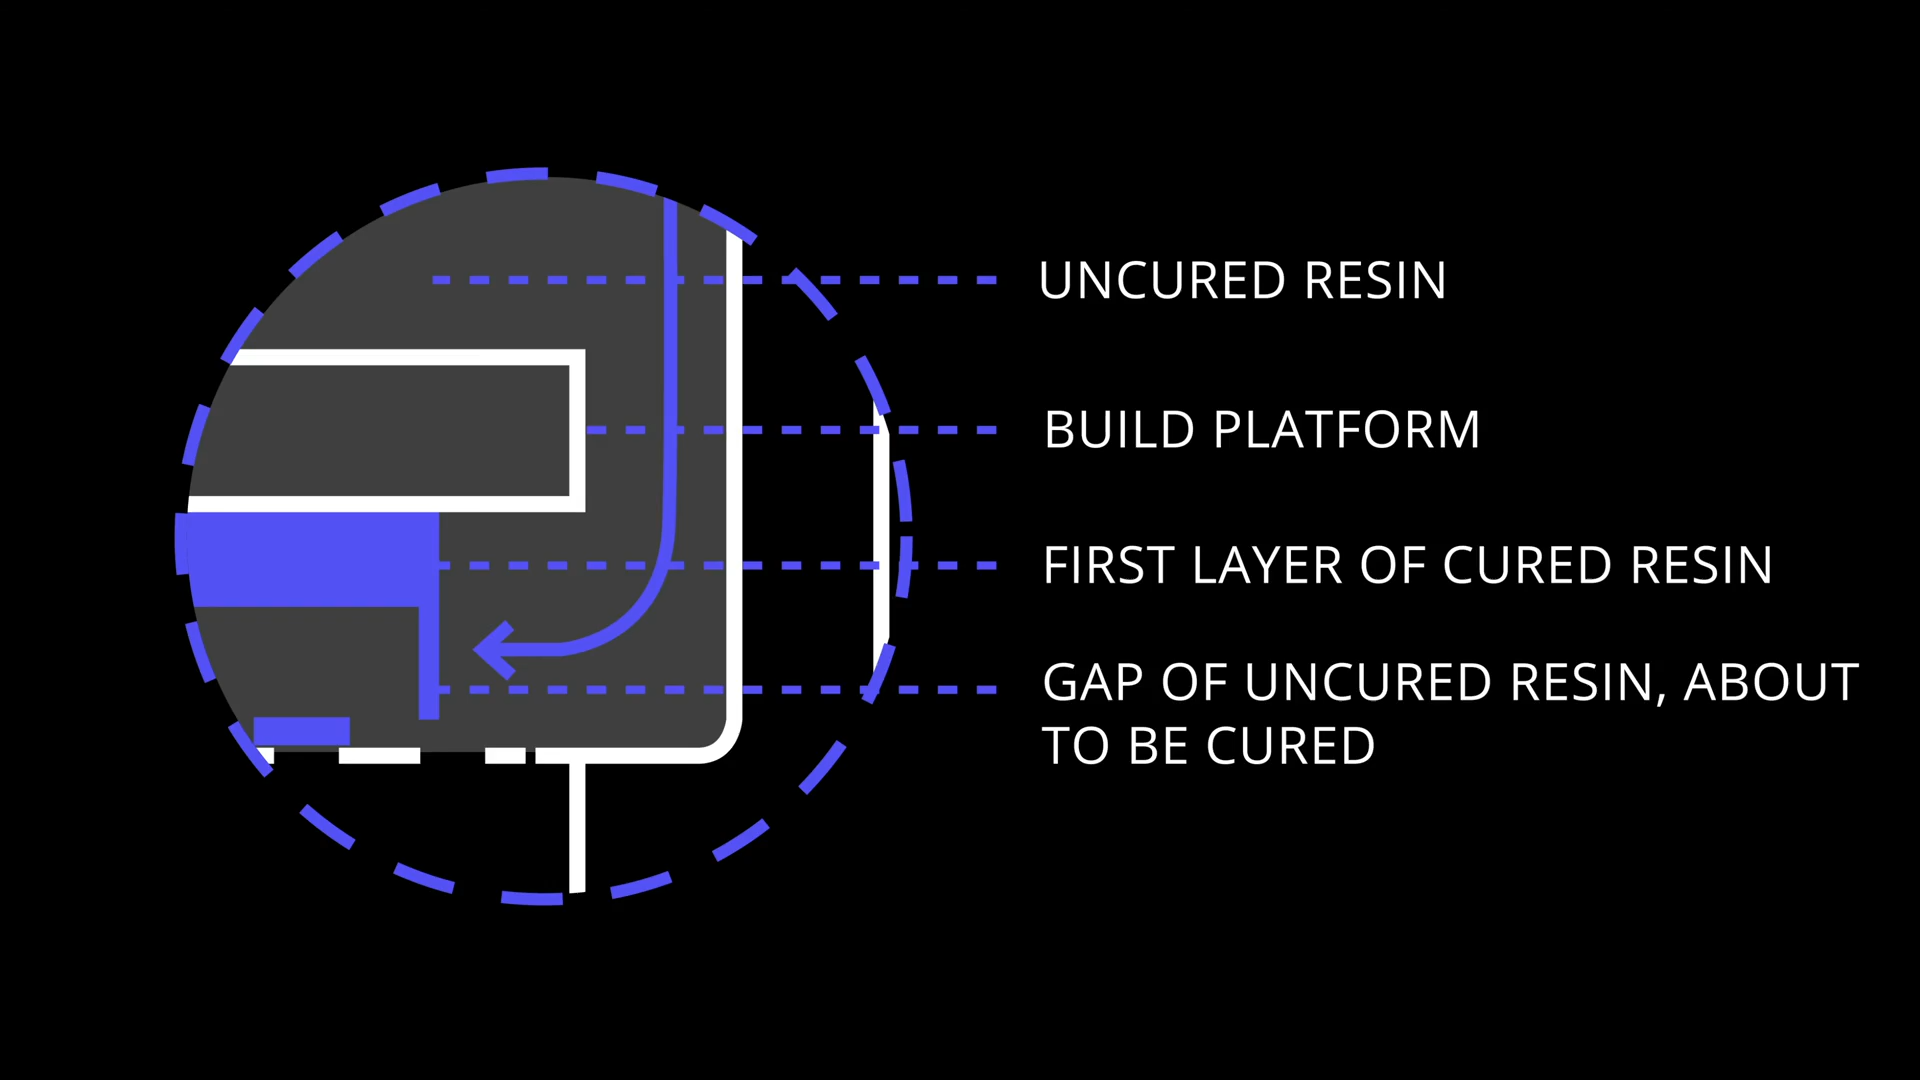 UNCURED RESIN
BUILD PLATFORM
FIRST LAYER OF CURED RESIN
GAP OF UNCURED RESIN, ABOUT
TO BE CURED